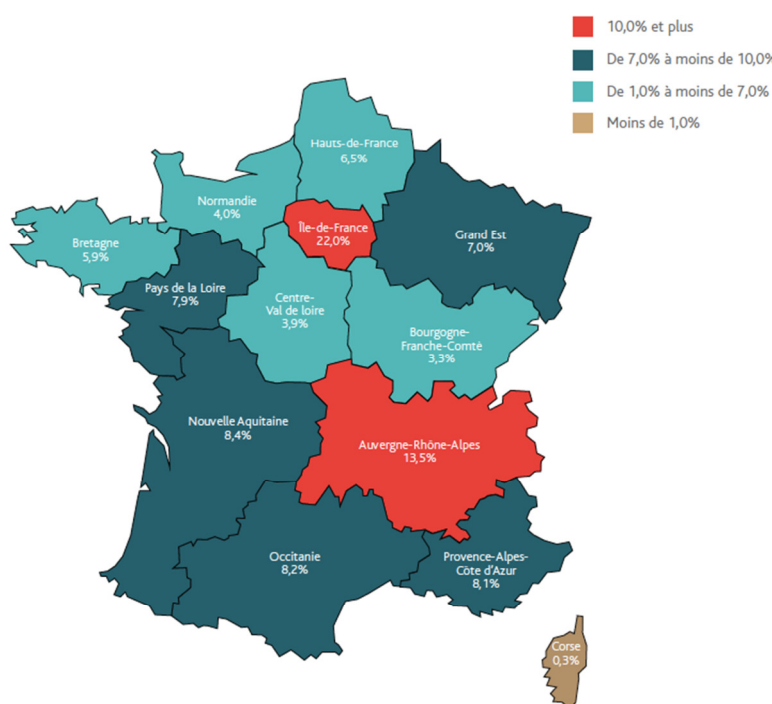 10,0% et plus
De 7,0% à moins de 10,0%
De 1,0% à moins de 7,0%
Moins de 1,0%
Hauts-de-France
6,5%
Normandie
4,0%
Île-de-France
22,0%
Grand Est
7,0%
Bretagne
5,9%
Pays de la Loire
7,9%
Centre-
Val de loire
3,9%
Bourgogne-
Franche-Comté
3,3%
Nouvelle Aquitaine
8,4%
Auvergne-Rhône-Alpes
13,5%
Occitanie
8,2%
Provence-Alpes-
Côte d'Azur
8,1%
Corse
0,3%